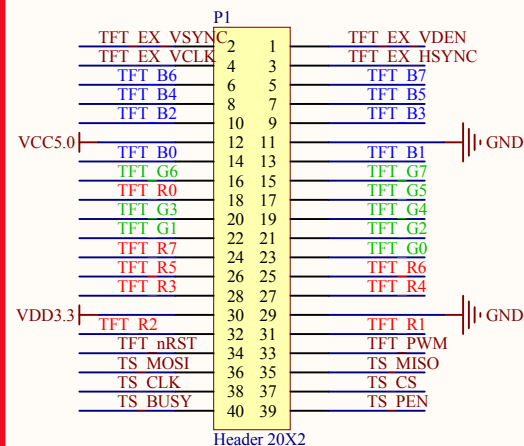 P1
TFT_EX_VSYNC 2 1 TFT_EX_VDEN
TFT_EX_VCLK 4 3 TFT_EX_HSYNC
TFT_B6 6 5 TFT_B7
TFT_B4 8 7 TFT_B5
TFT_B2 10 9 TFT_B3
VCC5.0 12 11 GND
TFT_B0 14 13 TFT_B1
TFT_G6 16 15 TFT_G7
TFT_R0 18 17 TFT_G5
TFT_G3 20 19 TFT_G4
TFT_G1 22 21 TFT_G2
TFT_R7 24 23 TFT_G0
TFT_R5 26 25 TFT_R6
TFT_R3 28 27 TFT_R4
VDD3.3 30 29 GND
TFT_R2 32 31 TFT_R1
TFT_nRST 34 33 TFT_PWM
TS_MOSI 36 35 TS_MISO
TS_CLK 38 37 TS_CS
TS_BUSY 40 39 TS_PEN
Header 20X2